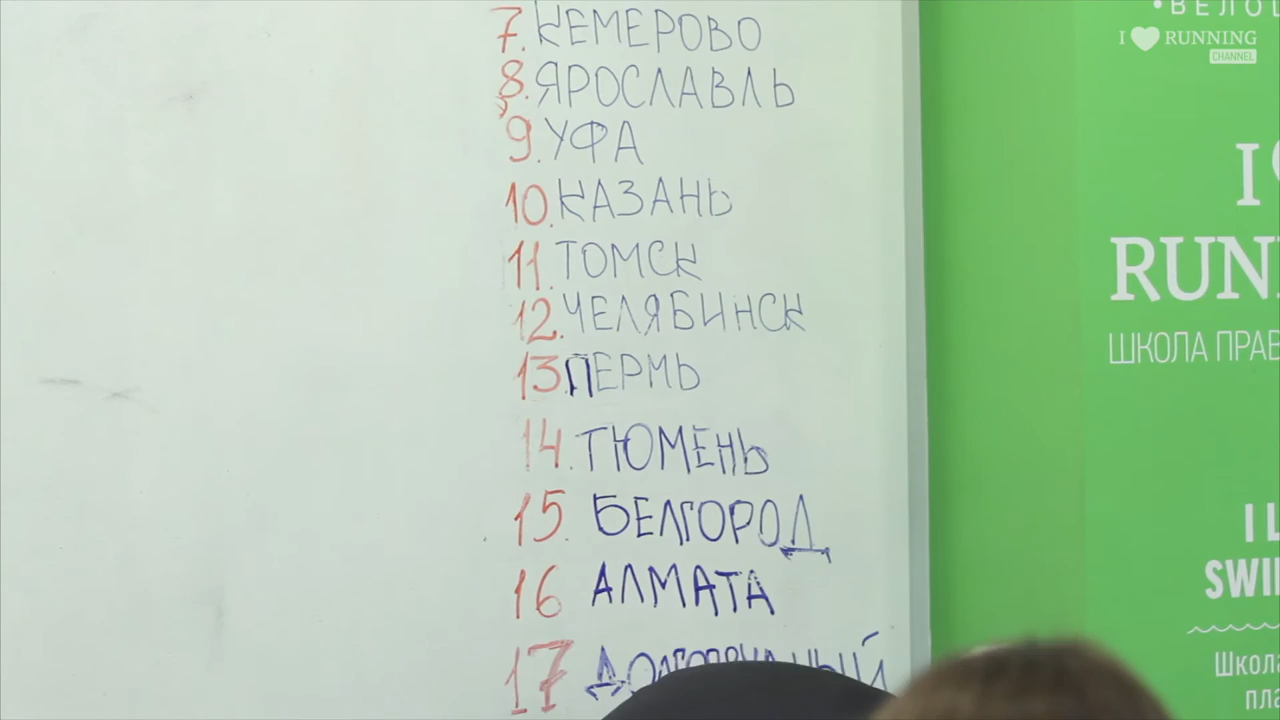 7. КЕМЕРОВО
8. ЯРОСЛАВЛЬ
9. УФА
10. КАЗАНЬ
11. ТОМСК
12. ЧЕЛЯБИНСК
13. ПЕРМЬ
14. ТЮМЕНЬ
15. БЕЛГОРОД
16 АЛМАТА
17 ДОЛГОПРУДНЫЙ
I RUNNING
CHANNEL
I
RUN
ШКОЛА ПРАВ
I L
SWI
Школа
пла